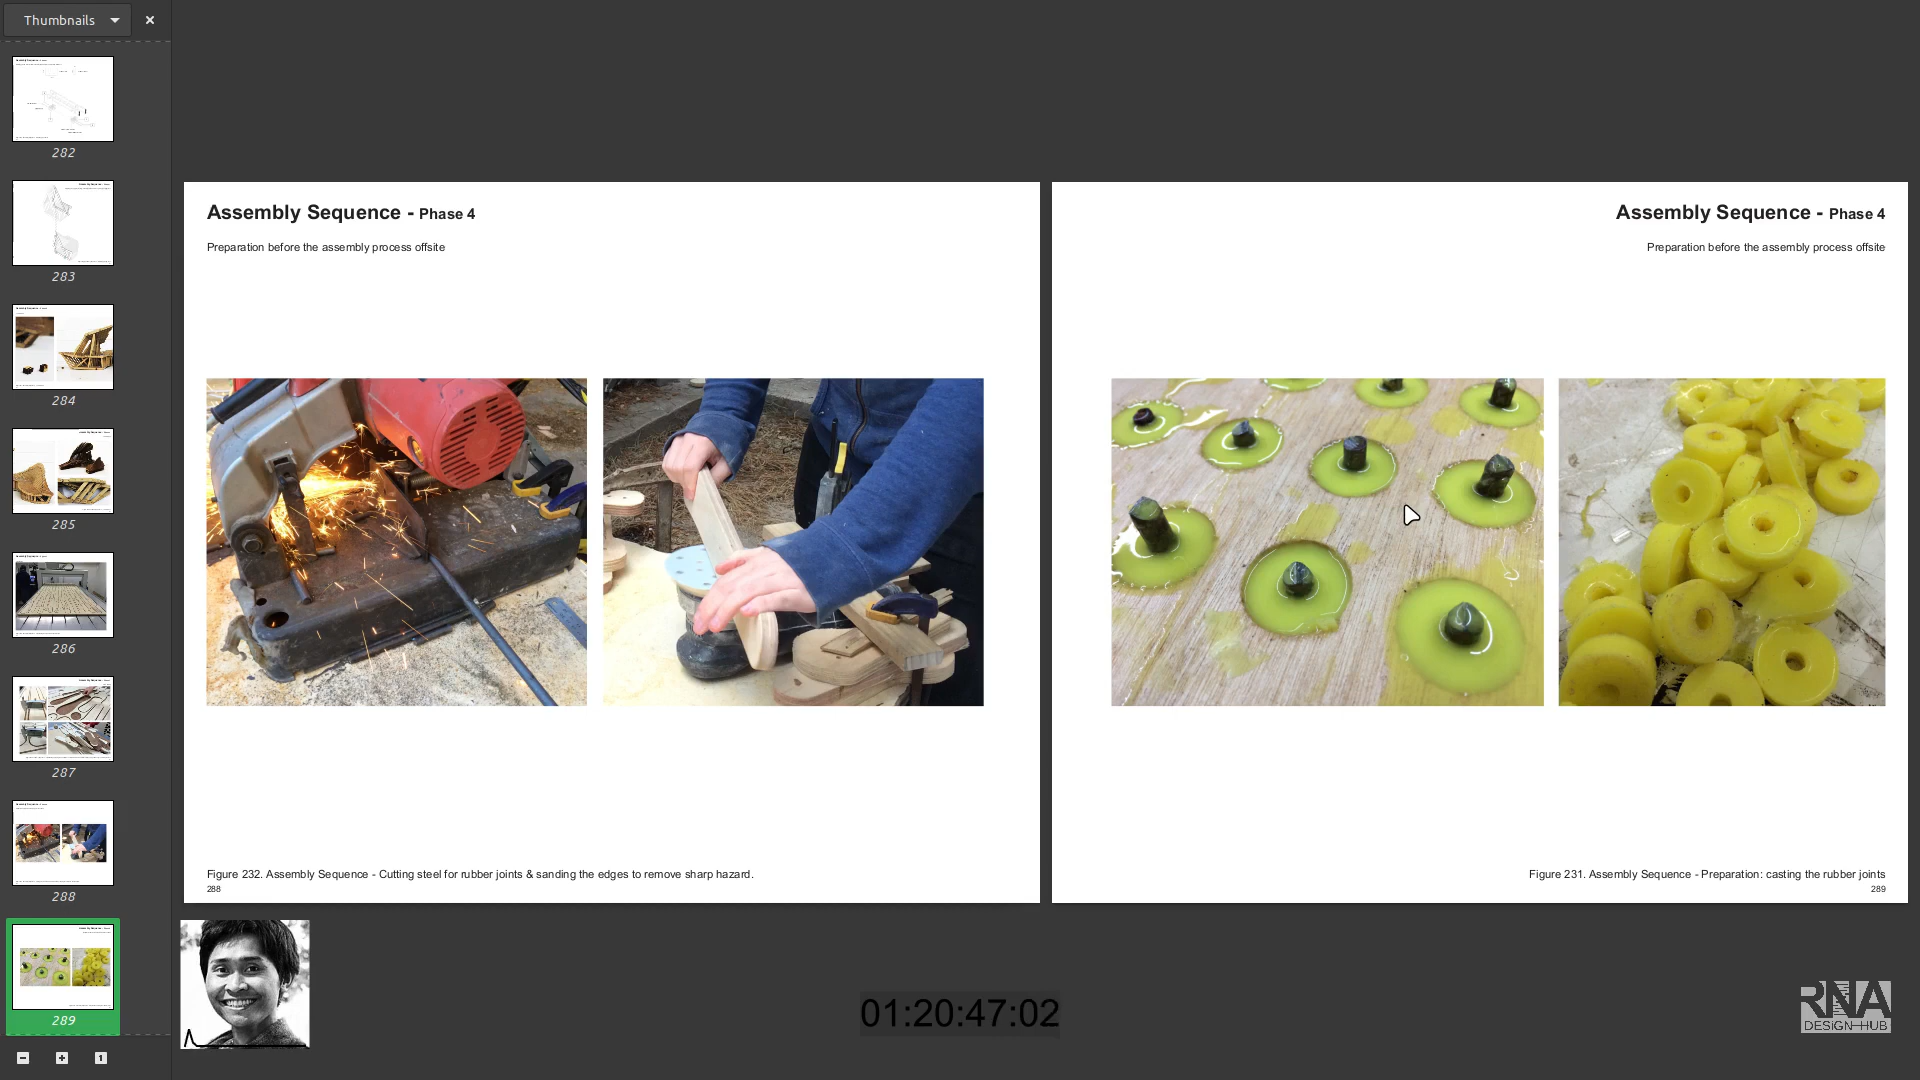 Thumbnails
282
283
284
285
286
287
288
289
Assembly Sequence - Phase 4
Preparation before the assembly process offsite
Figure 232. Assembly Sequence - Cutting steel for rubber joints & sanding the edges to remove sharp hazard.
288
Assembly Sequence - Phase 4
Preparation before the assembly process offsite
Figure 231. Assembly Sequence - Preparation: casting the rubber joints
289
01:20:47:02
RNA
DESiGN-HUB